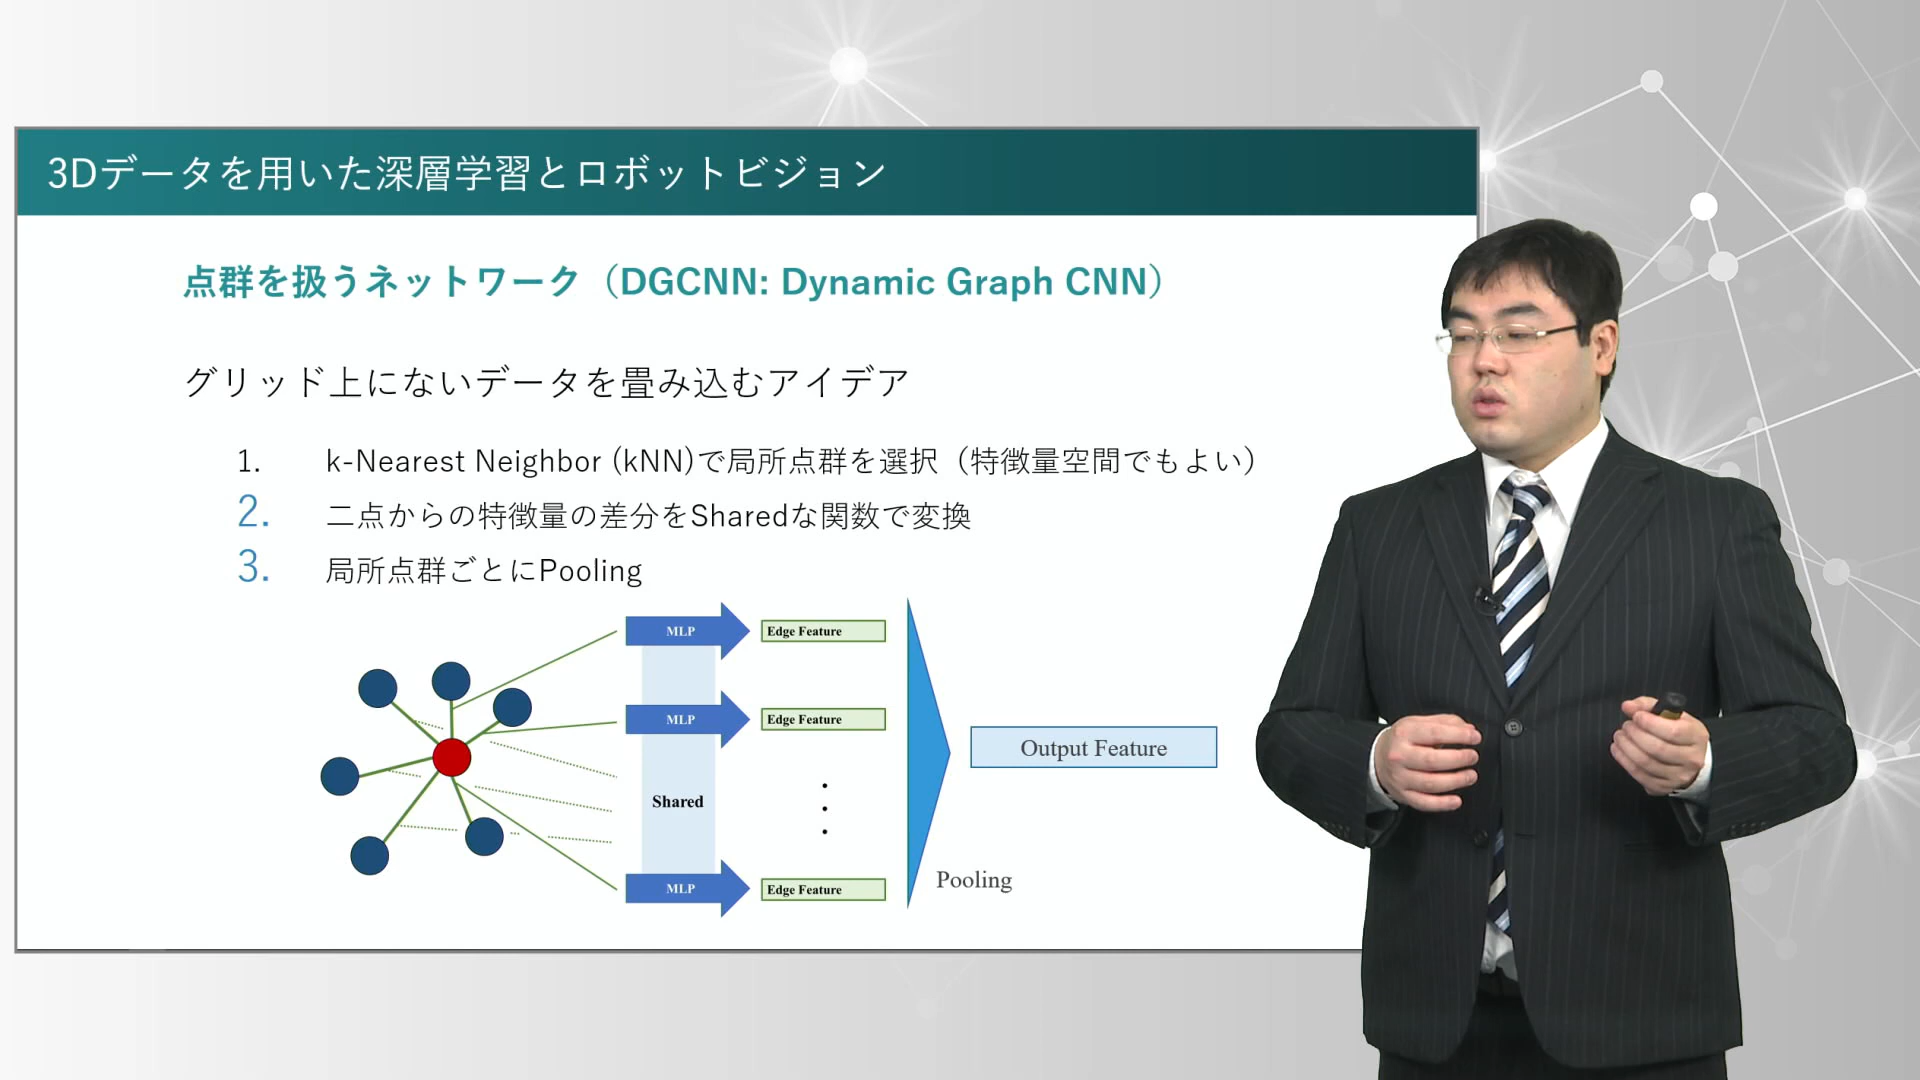 3Dデータを用いた深層学習とロボットビジョン
点群を扱うネットワーク（DGCNN: Dynamic Graph CNN）
グリッド上にないデータを畳み込むアイデア
1. k-Nearest Neighbor (kNN)で局所点群を選択（特徴量空間でもよい）
2. 二点からの特徴量の差分をSharedな関数で変換
3. 局所点群ごとにPooling
MLP
Edge Feature
MLP
Edge Feature
Output Feature
Shared
MLP
Edge Feature
Pooling